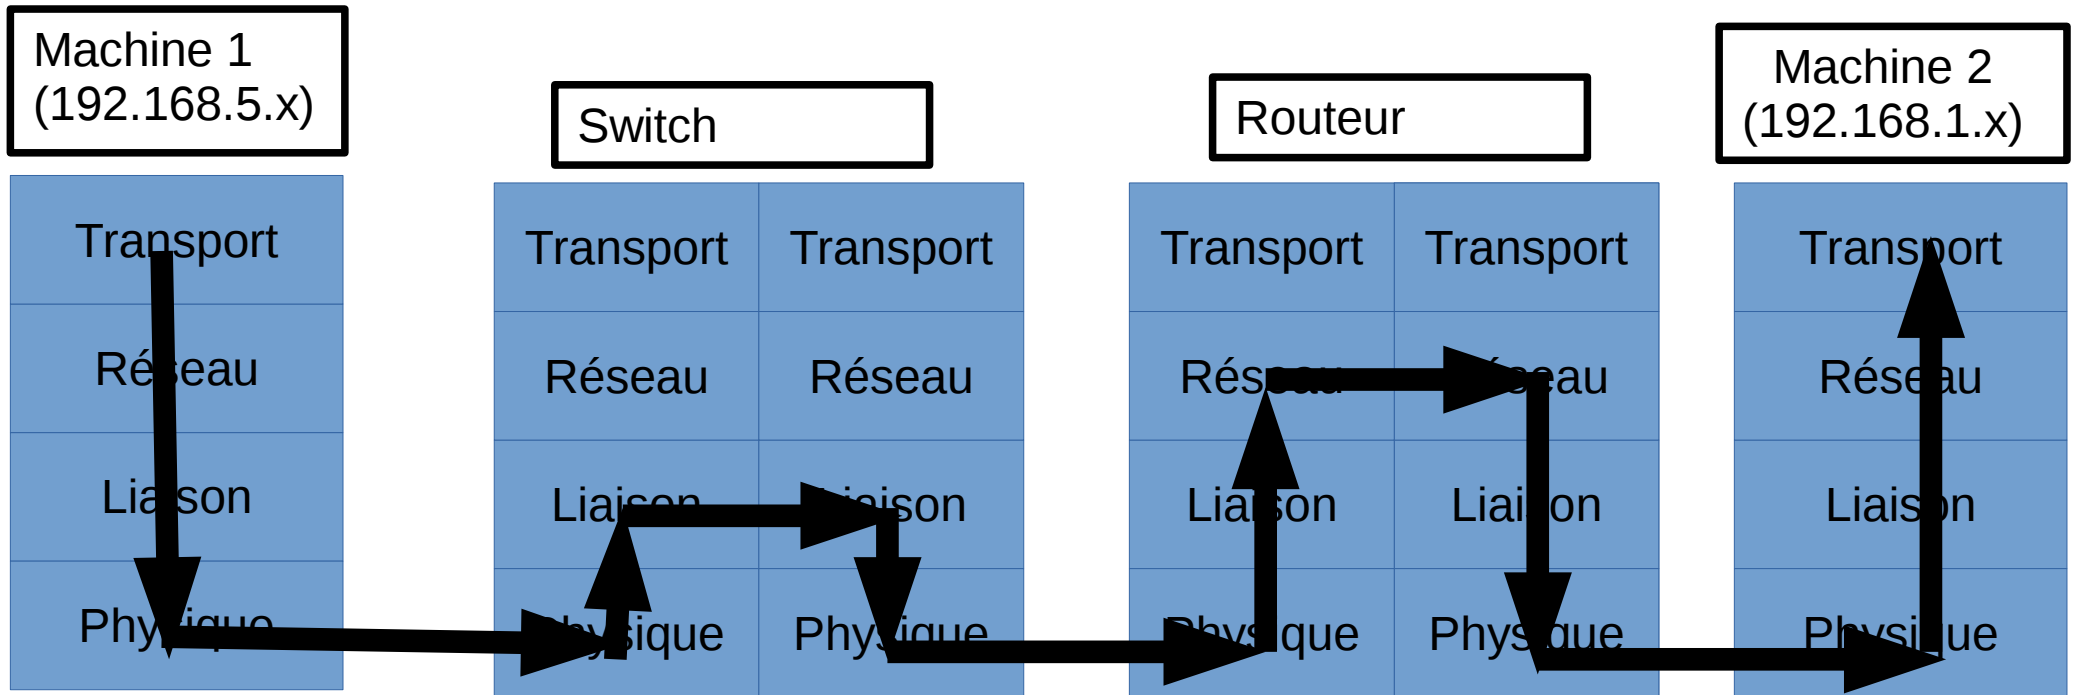 Machine 1
(192.168.5.x)
Switch
Routeur
Machine 2
(192.168.1.x)
Transport
Réseau
Liaison
Physique
Transport
Transport
Réseau
Réseau
Liaison
Liaison
Physique
Physique
Transport
Transport
Réseau
Réseau
Liaison
Liaison
Physique
Physique
Transport
Réseau
Liaison
Physique